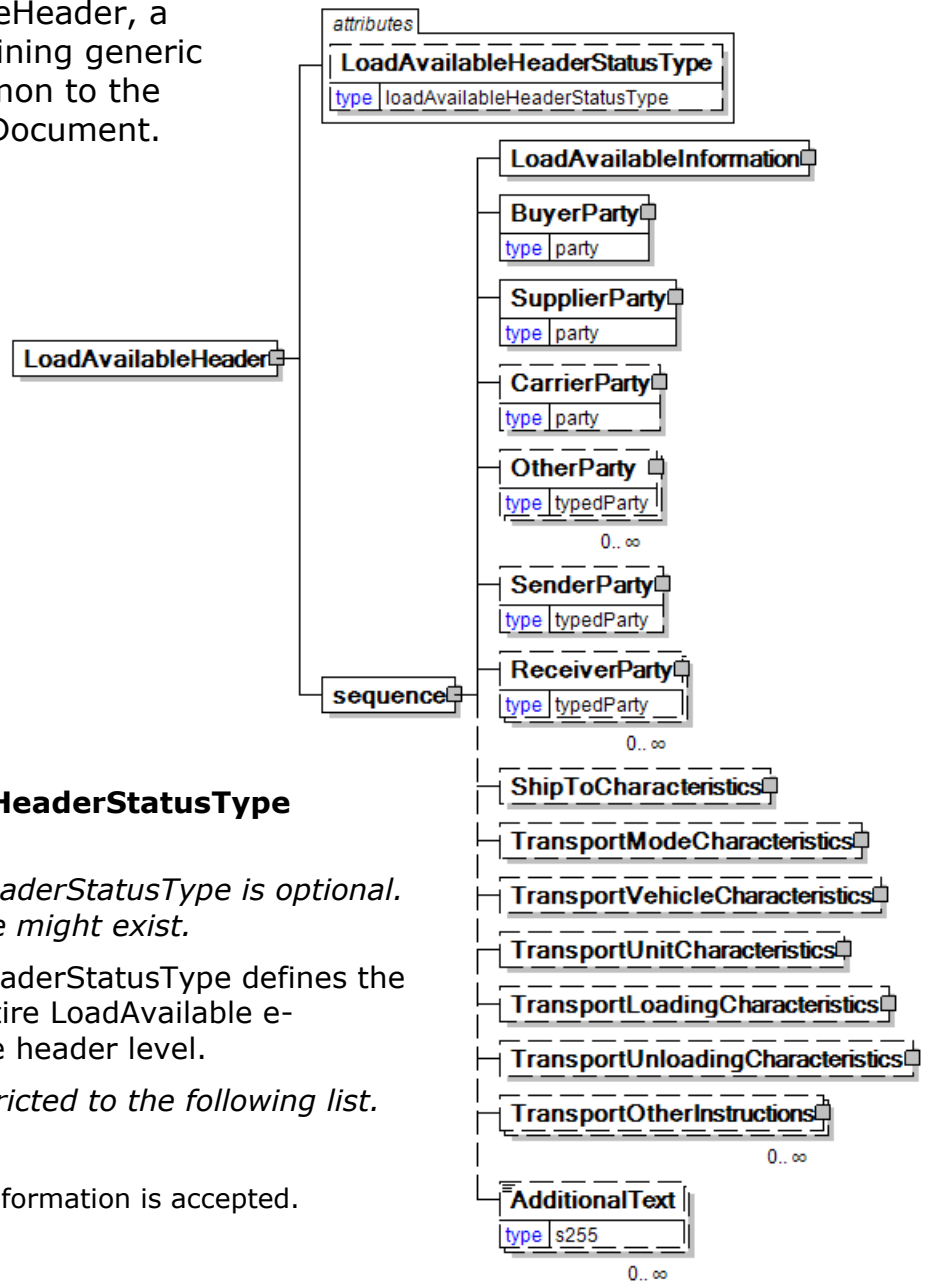 eHeader, a
ining generic
mon to the
Document.
attributes
LoadAvailableHeaderStatusType
type loadAvailableHeaderStatusType
LoadAvailableInformation
BuyerParty
type party
SupplierParty
type party
LoadAvailableHeader
CarrierParty
type party
OtherParty
type typedParty
0.. ∞
SenderParty
type typedParty
sequence
ReceiverParty
type typedParty
0.. ∞
ShipToCharacteristics
HeaderStatusType
TransportModeCharacteristics
eaderStatusType is optional.
TransportVehicleCharacteristics
e might exist.
TransportUnitCharacteristics
eaderStatusType defines the
tire LoadAvailable e-
TransportLoadingCharacteristics
e header level.
TransportUnloadingCharacteristics
ricted to the following list.
TransportOtherInstructions
0.. ∞
nformation is accepted.
AdditionalText
type s255
0.. ∞